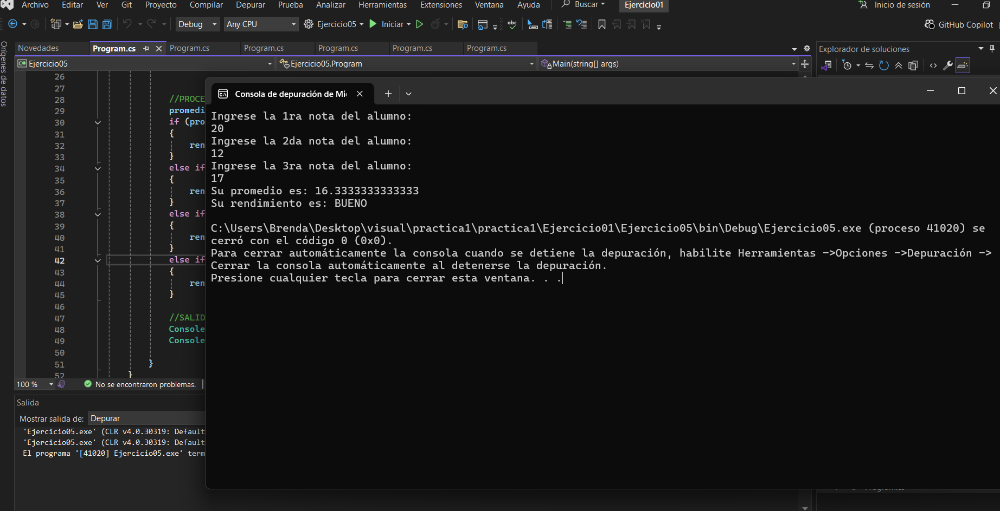 Archivo Editar Ver Git Proyecto Compilar Depurar Prueba Analizar Herramientas Extensiones Ventana Ayuda Buscar Ejercicio01 Inicio de sesión
Debug Any CPU Ejercicio05 Iniciar abc GitHub Copilot
Orígenes de datos
Novedades Program.cs Program.cs Program.cs Program.cs Program.cs Program.cs
Explorador de soluciones
C# Ejercicio05 Ejercicio05.Program Main(string[] args)
26
27
28 //PROCE
29 promedi
30 if (pro
31 {
32 ren
33 }
34 else if
35 {
36 ren
37 }
38 else if
39 {
40 ren
41 }
42 else if
43 {
44 ren
45 }
46
47 //SALID
48 Console
49 Console
50
51 }
52 }
100 % No se encontraron problemas.
Salida
Mostrar salida de: Depurar
'Ejercicio05.exe' (CLR v4.0.30319: Default
'Ejercicio05.exe' (CLR v4.0.30319: Default
El programa '[41020] Ejercicio05.exe' term
Consola de depuración de Mi
Ingrese la 1ra nota del alumno:
20
Ingrese la 2da nota del alumno:
12
Ingrese la 3ra nota del alumno:
17
Su promedio es: 16.3333333333333
Su rendimiento es: BUENO
C:\Users\Brenda\Desktop\visual\practica1\practica1\Ejercicio01\Ejercicio05\bin\Debug\Ejercicio05.exe (proceso 41020) se
cerró con el código 0 (0x0).
Para cerrar automáticamente la consola cuando se detiene la depuración, habilite Herramientas ->Opciones ->Depuración ->
Cerrar la consola automáticamente al detenerse la depuración.
Presione cualquier tecla para cerrar esta ventana. . .